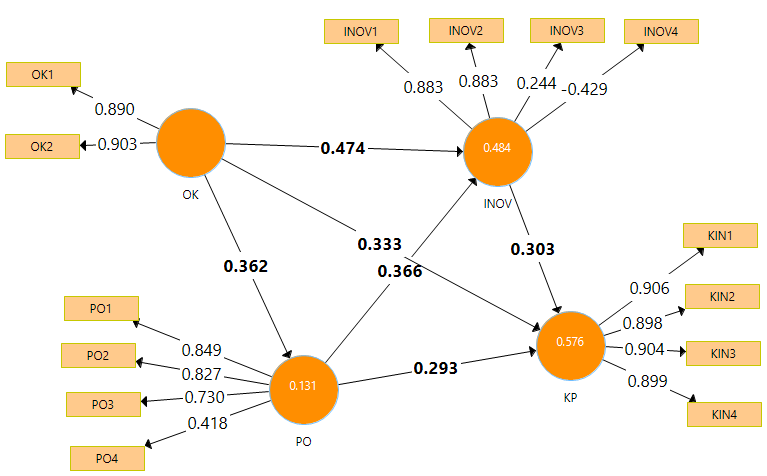 INOV1
INOV2
INOV3
INOV4
OK1
OK2
0.890
0.903
0.883
0.883
0.244
-0.429
0.474
0.484
OK
INOV
0.362
0.333
0.366
0.303
KIN1
KIN2
KIN3
KIN4
0.906
0.898
0.904
0.899
0.576
KP
0.293
PO1
PO2
PO3
PO4
0.849
0.827
0.730
0.418
0.131
PO